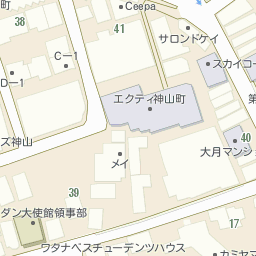 Ceepa
38
41
サロンドケイ
C-1
スカイコー
D-1
エクティ神山町
第
ズ神山
40
メイ
大月マンシ
39
ダン大使館領事部
17
ワタナベスチューデンツハウス
カミヤマ